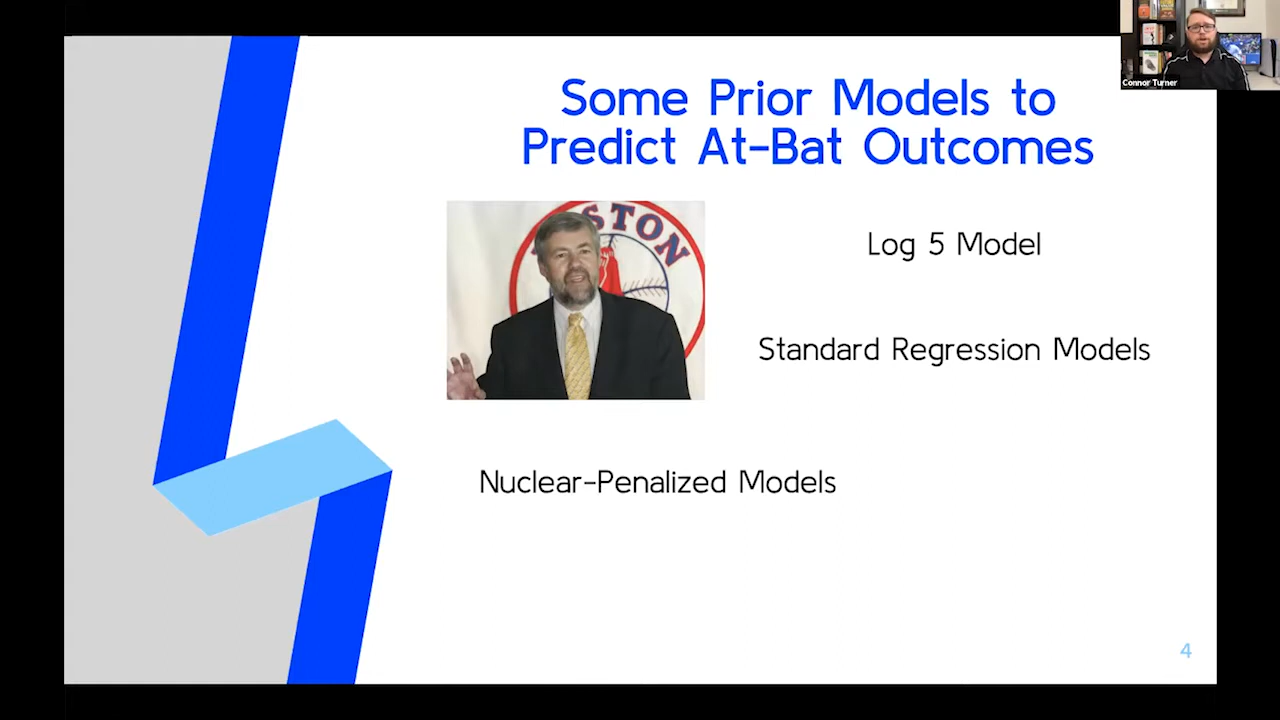 Some Prior Models to
Predict At-Bat Outcomes
Connor Turner
STON
Log 5 Model
Standard Regression Models
Nuclear-Penalized Models
4